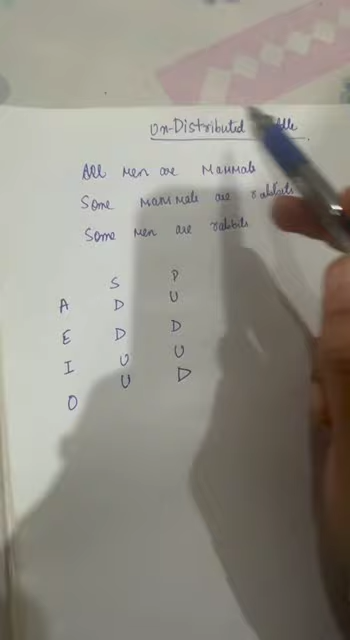 Un-Distributed
All Men are Mammals
Some mammals are rabbits
Some Men are rabbits
S P
A D U
E D D
I U U
O U D